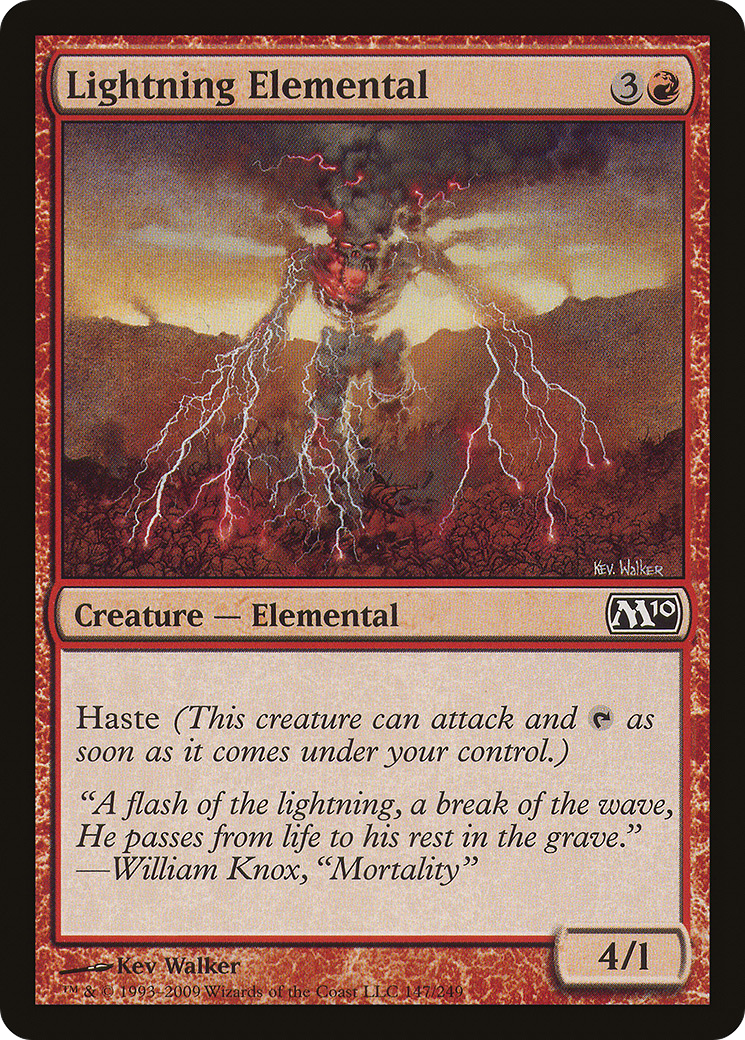 Lightning Elemental 3
Kev. Walker
Creature — Elemental M10
Haste (This creature can attack and as
soon as it comes under your control.)
“A flash of the lightning, a break of the wave,
He passes from life to his rest in the grave.”
—William Knox, “Mortality”
4/1
Kev Walker
™ & © 1993–2009 Wizards of the Coast LLC 147/249